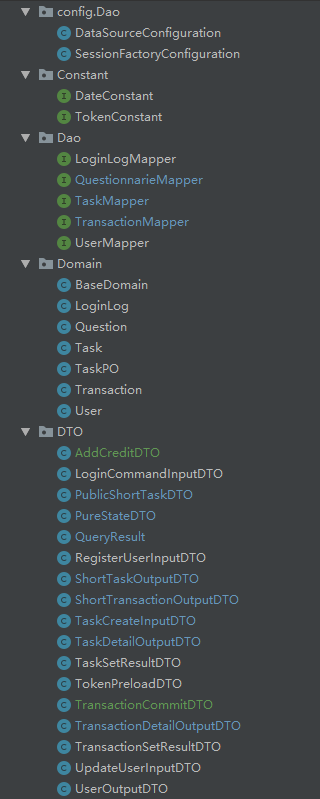 config.Dao
DataSourceConfiguration
SessionFactoryConfiguration
Constant
DateConstant
TokenConstant
Dao
LoginLogMapper
QuestionnarieMapper
TaskMapper
TransactionMapper
UserMapper
Domain
BaseDomain
LoginLog
Question
Task
TaskPO
Transaction
User
DTO
AddCreditDTO
LoginCommandInputDTO
PublicShortTaskDTO
PureStateDTO
QueryResult
RegisterUserInputDTO
ShortTaskOutputDTO
ShortTransactionOutputDTO
TaskCreateInputDTO
TaskDetailOutputDTO
TaskSetResultDTO
TokenPreloadDTO
TransactionCommitDTO
TransactionDetailOutputDTO
TransactionSetResultDTO
UpdateUserInputDTO
UserOutputDTO